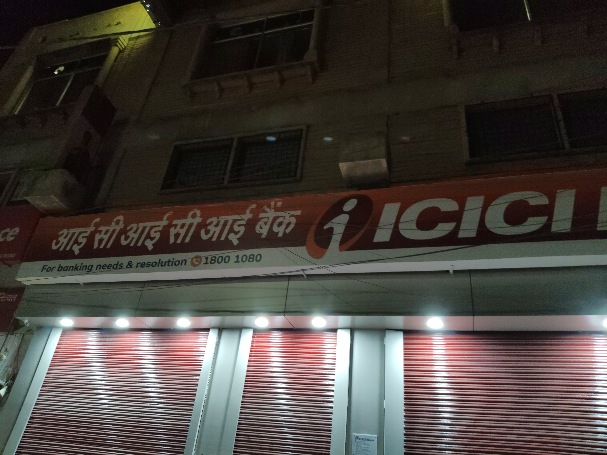 आई सी आई सी आई बैंक ICICI
For banking needs & resolution 1800 1080